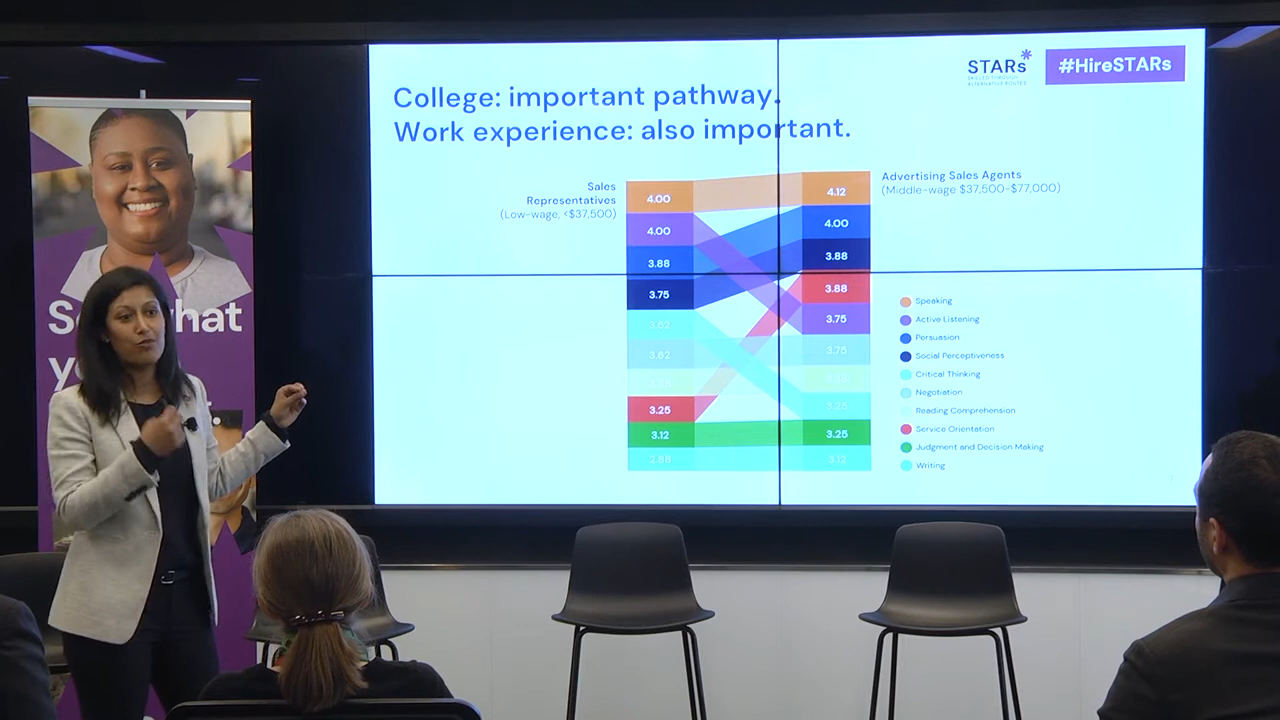 STARs*
SKILLED THROUGH
ALTERNATIVE ROUTES
#HireSTARs
College: important pathway.
Work experience: also important.
Sales
Representatives
(Low-wage, <$37,500)
Advertising Sales Agents
(Middle-wage $37,500-$77,000)
4.00
4.00
3.88
3.75
3.62
3.62
3.25
3.12
2.88
4.12
4.00
3.88
3.88
3.75
3.75
3.25
3.25
3.12
Speaking
Active Listening
Persuasion
Social Perceptiveness
Critical Thinking
Negotiation
Reading Comprehension
Service Orientation
Judgment and Decision Making
Writing
hat